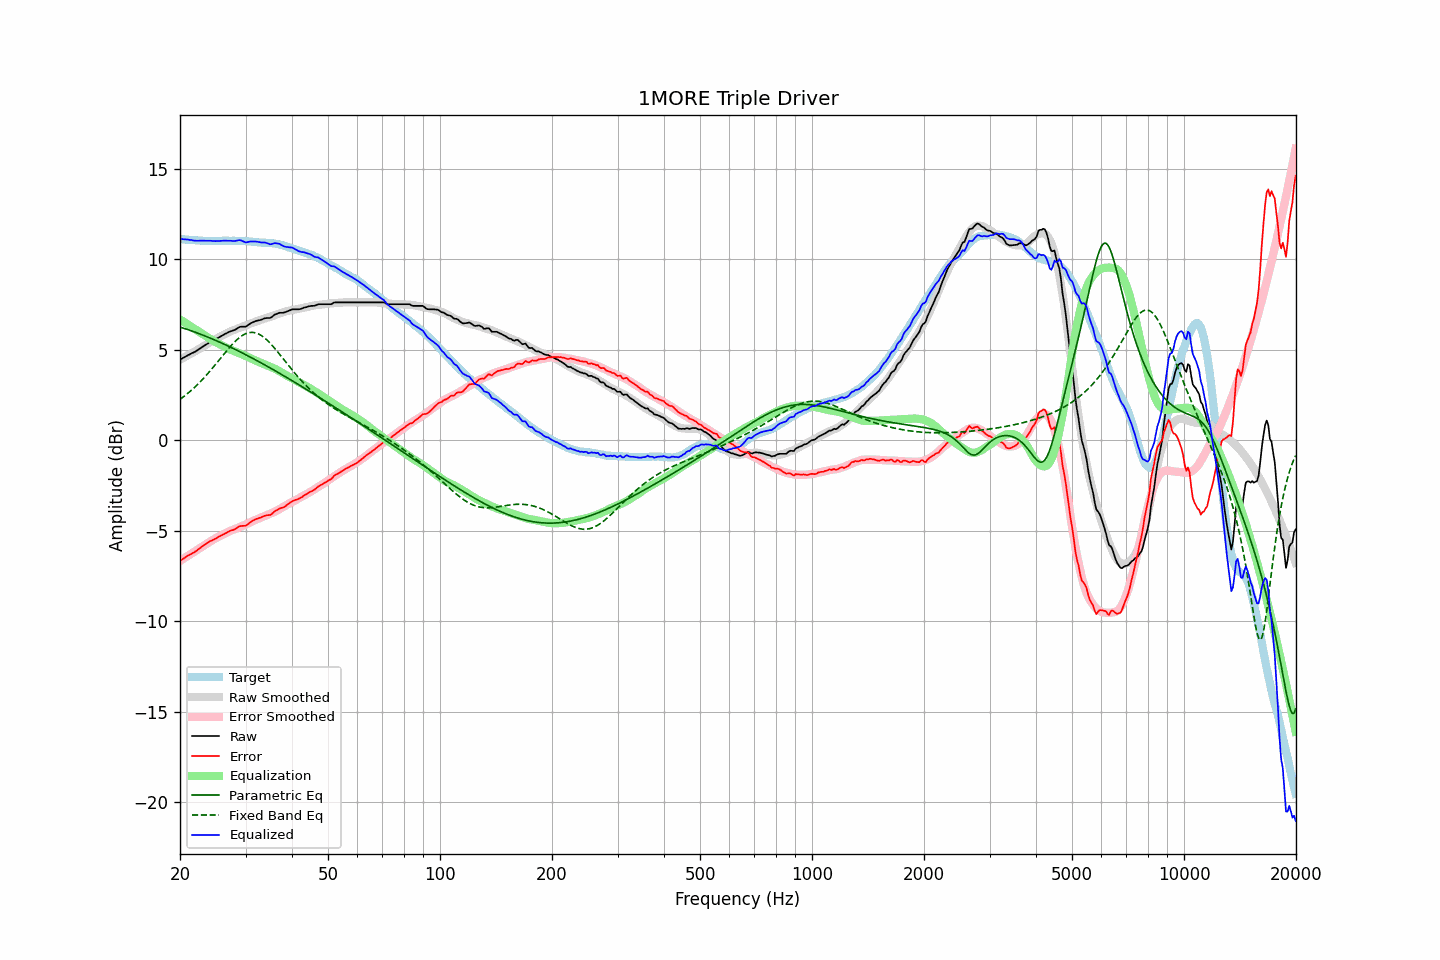 1MORE Triple Driver
Amplitude (dBr)
15
10
5
0
−5
−10
−15
−20
Target
Raw Smoothed
Error Smoothed
Raw
Error
Equalization
Parametric Eq
Fixed Band Eq
Equalized
20 50 100 200 500 1000 2000 5000 10000 20000
Frequency (Hz)